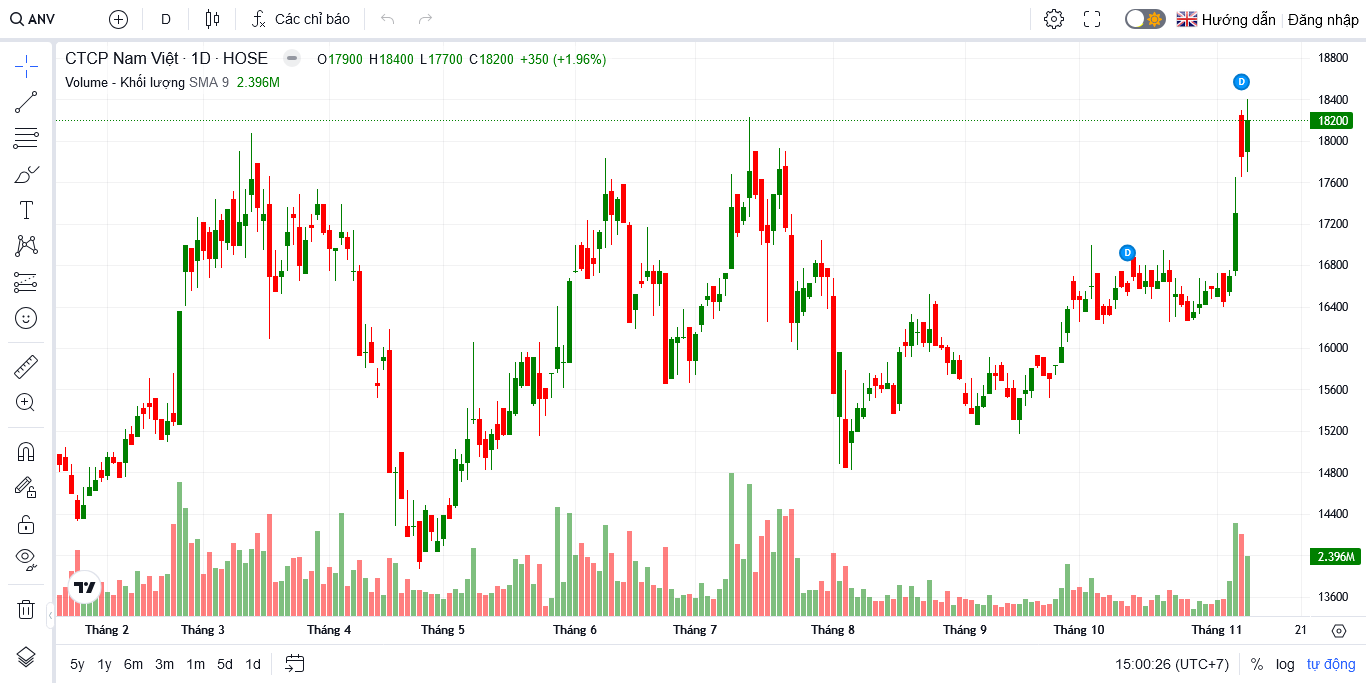 ANV D Các chỉ báo Hướng dẫn Đăng nhập
CTCP Nam Việt · 1D · HOSE O17900 H18400 L17700 C18200 +350 (+1.96%)
Volume - Khối lượng SMA 9 2.396M
18800
18400
18200
18000
17600
17200
16800
16400
16000
15600
15200
14800
14400
2.396M
13600
D
D
Tháng 2 Tháng 3 Tháng 4 Tháng 5 Tháng 6 Tháng 7 Tháng 8 Tháng 9 Tháng 10 Tháng 11 21
5y 1y 6m 3m 1m 5d 1d 15:00:26 (UTC+7) % log tự động